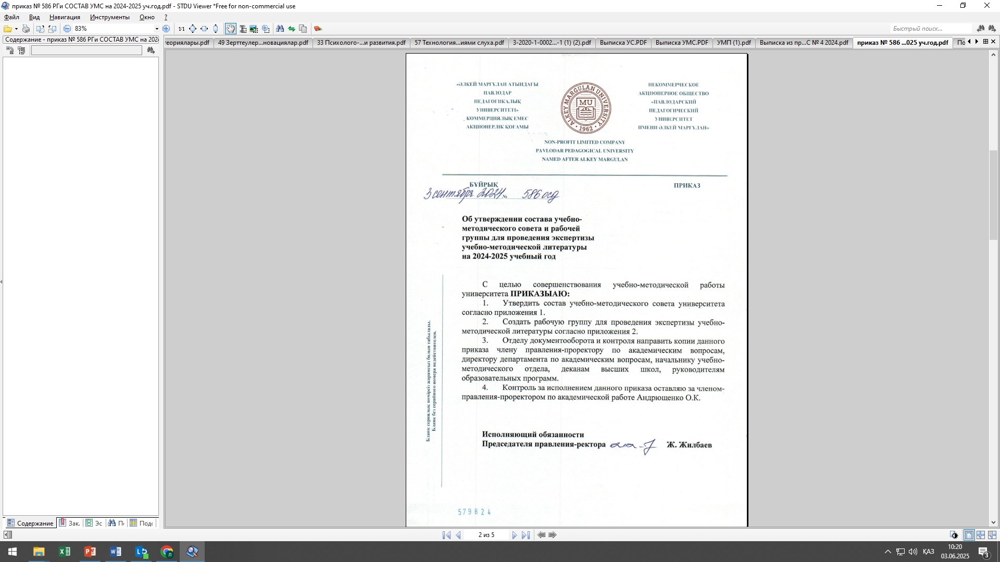 приказ № 586 РГи СОСТАВ УМС на 2024-2025 уч.год.pdf - STDU Viewer *Free for non-commercial use
Файл Вид Навигация Инструменты Окно ?
83%
1:1
Быстрый поиск...
Содержание - приказ № 586 РГи СОСТАВ УМС на 202
еориялары.pdf
49 Зерттеулер...новациялар.pdf
33 Психолого-...и развития.pdf
57 Технология...иями слуха.pdf
3-2020-1-0002...-1 (1) (2).pdf
Выписка УС.PDF
Выписка УМС.PDF
УМП (1).pdf
Выписка из пр...С № 4 2024.pdf
приказ № 586 ...025 уч.год.pdf
По
«ӘЛКЕЙ МАРҒҰЛАН АТЫНДАҒЫ
ПАВЛОДАР
ПЕДАГОГИКАЛЫҚ
УНИВЕРСИТЕТІ»
КОММЕРЦИЯЛЫҚ ЕМЕС
АКЦИОНЕРЛІК ҚОҒАМЫ
ALKEY MARGULAN UNIVERSITY
MU
• 1962 •
НЕКОММЕРЧЕСКОЕ
АКЦИОНЕРНОЕ ОБЩЕСТВО
«ПАВЛОДАРСКИЙ
ПЕДАГОГИЧЕСКИЙ
УНИВЕРСИТЕТ
ИМЕНИ ӘЛКЕЙ МАРҒҰЛАН»
NON-PROFIT LIMITED COMPANY
PAVLODAR PEDAGOGICAL UNIVERSITY
NAMED AFTER ALKEY MARGULAN
БҰЙРЫҚ
ПРИКАЗ
3 сентября 2024 № 586 осд
Об утверждении состава учебно-
методического совета и рабочей
группы для проведения экспертизы
учебно-методической литературы
на 2024-2025 учебный год
С целью совершенствования учебно-методической работы
университета ПРИКАЗЫАЮ:
1. Утвердить состав учебно-методического совета университета
согласно приложения 1.
2. Создать рабочую группу для проведения экспертизы учебно-
методической литературы согласно приложения 2.
3. Отделу документооборота и контроля направить копии данного
приказа члену правления-проректору по академическим вопросам,
директору департамента по академическим вопросам, начальнику учебно-
методического отдела, деканам высших школ, руководителям
образовательных программ.
4. Контроль за исполнением данного приказа оставляю за членом-
правления-проректором по академической работе Андрющенко О.К.
Бланк сериялық нөмірсіз жарамсыз болып табылады.
Бланк без серийного номера недействителен.
Исполняющий обязанности
Председателя правления-ректора Ж. Жилбаев
579824
Содержание
Зак.
Эс
Пі
Подс
2 из 5
ҚАЗ
10:20
03.06.2025
3